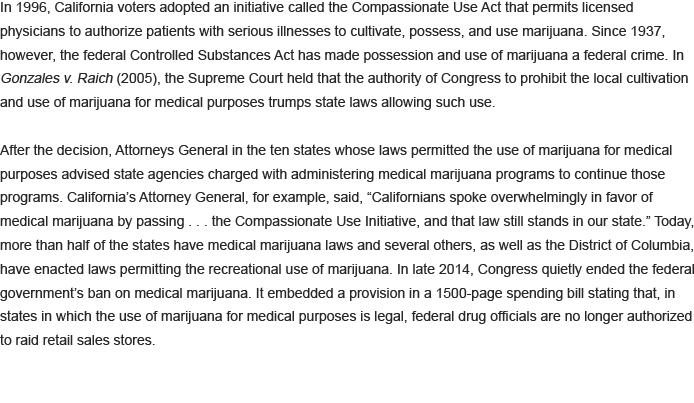 In 1996, California voters adopted an initiative called the Compassionate Use Act that permits licensed
physicians to authorize patients with serious illnesses to cultivate, possess, and use marijuana. Since 1937,
however, the federal Controlled Substances Act has made possession and use of marijuana a federal crime. In
Gonzales v. Raich (2005), the Supreme Court held that the authority of Congress to prohibit the local cultivation
and use of marijuana for medical purposes trumps state laws allowing such use.
After the decision, Attorneys General in the ten states whose laws permitted the use of marijuana for medical
purposes advised state agencies charged with administering medical marijuana programs to continue those
programs. California’s Attorney General, for example, said, “Californians spoke overwhelmingly in favor of
medical marijuana by passing . . . the Compassionate Use Initiative, and that law still stands in our state.” Today,
more than half of the states have medical marijuana laws and several others, as well as the District of Columbia,
have enacted laws permitting the recreational use of marijuana. In late 2014, Congress quietly ended the federal
government’s ban on medical marijuana. It embedded a provision in a 1500-page spending bill stating that, in
states in which the use of marijuana for medical purposes is legal, federal drug officials are no longer authorized
to raid retail sales stores.